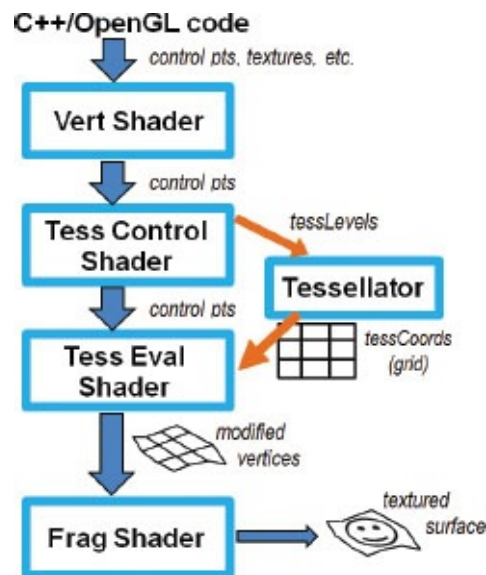 C++/OpenGL code
control pts, textures, etc.
Vert Shader
control pts
Tess Control
Shader
tessLevels
Tessellator
control pts
tessCoords
(grid)
Tess Eval
Shader
modified
vertices
Frag Shader
textured
surface